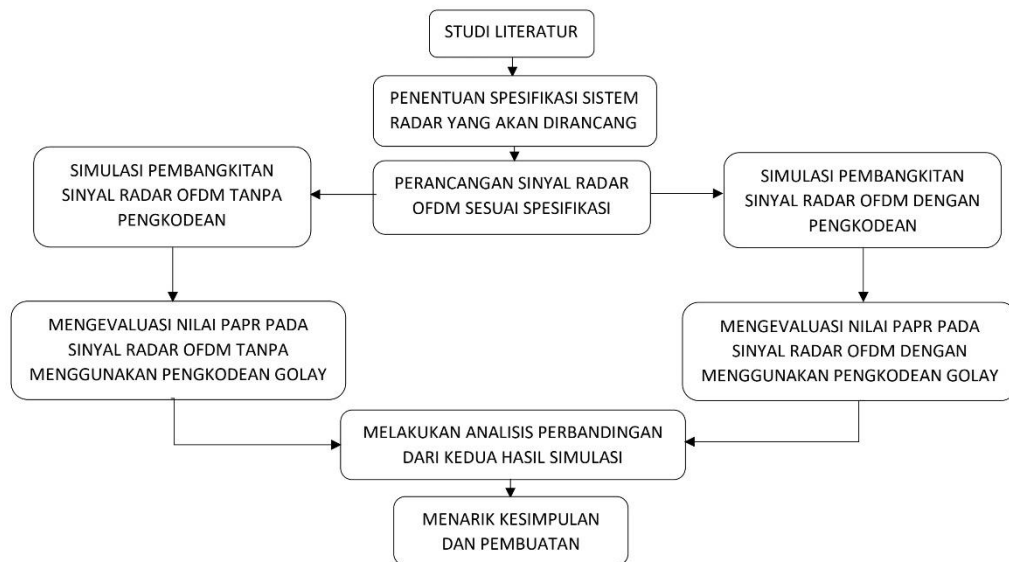 STUDI LITERATUR
PENENTUAN SPESIFIKASI SISTEM
RADAR YANG AKAN DIRANCANG
SIMULASI PEMBANGKITAN
SINYAL RADAR OFDM TANPA
PENGKODEAN
PERANCANGAN SINYAL RADAR
OFDM SESUAI SPESIFIKASI
SIMULASI PEMBANGKITAN
SINYAL RADAR OFDM DENGAN
PENGKODEAN
MENGEVALUASI NILAI PAPR PADA
SINYAL RADAR OFDM TANPA
MENGGUNAKAN PENGKODEAN GOLAY
MENGEVALUASI NILAI PAPR PADA
SINYAL RADAR OFDM DENGAN
MENGGUNAKAN PENGKODEAN GOLAY
MELAKUKAN ANALISIS PERBANDINGAN
DARI KEDUA HASIL SIMULASI
MENARIK KESIMPULAN
DAN PEMBUATAN